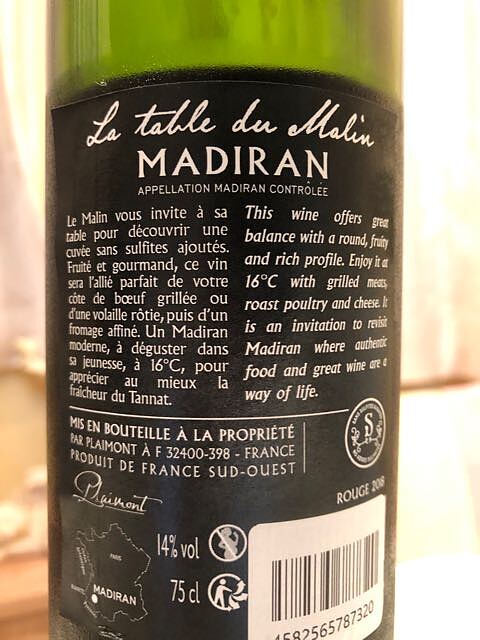 La table du Malin
MADIRAN
APPELLATION MADIRAN CONTRÔLÉE
Le Malin vous invite à sa
table pour découvrir une
cuvée sans sulfites ajoutés.
Fruité et gourmand, ce vin
sera l'allié parfait de votre
côte de bœuf grillée ou
d'une volaille rôtie, puis d'un
fromage affiné. Un Madiran
moderne, à déguster dans
sa jeunesse, à 16°C, pour
apprécier au mieux la
fraîcheur du Tannat.
This wine offers great
balance with a round, fruity
and rich profile. Enjoy it at
16°C with grilled meats,
roast poultry and cheese. It
is an invitation to revisit
Madiran where authentic
food and great wine are a
way of life.
MIS EN BOUTEILLE À LA PROPRIÉTÉ
PAR PLAIMONT À F 32400-398 - FRANCE
PRODUIT DE FRANCE SUD-OUEST
Plaimont
ROUGE
PARIS
MADIRAN
14% vol
75 cl
4582565787320